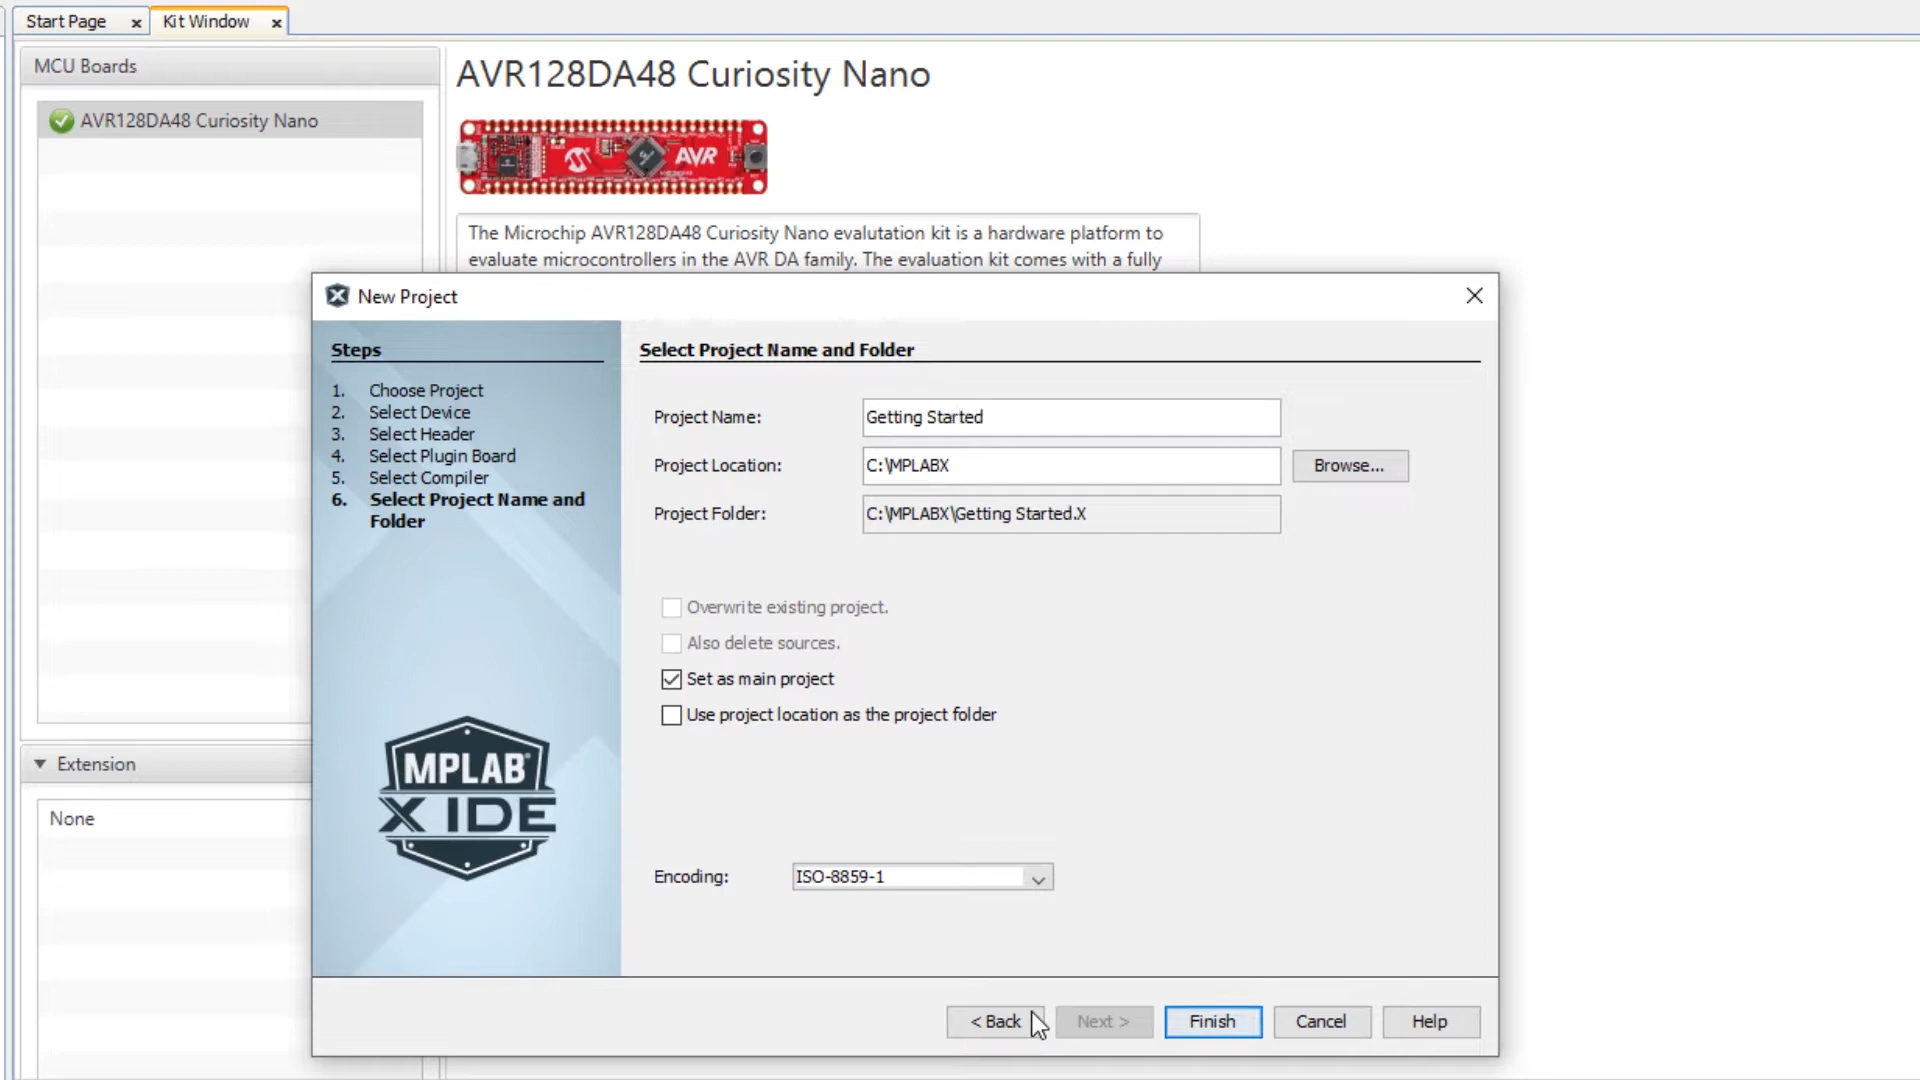 Start Page
Kit Window
MCU Boards
AVR128DA48 Curiosity Nano
AVR128DA48 Curiosity Nano
AVR
The Microchip AVR128DA48 Curiosity Nano evalutation kit is a hardware platform to
evaluate microcontrollers in the AVR DA family. The evaluation kit comes with a fully
Extension
None
New Project
Steps
1. Choose Project
2. Select Device
3. Select Header
4. Select Plugin Board
5. Select Compiler
6. Select Project Name and
Folder
MPLAB®
X IDE
Select Project Name and Folder
Project Name: Getting Started
Project Location: C:\MPLABX Browse...
Project Folder: C:\MPLABX\Getting Started.X
Overwrite existing project.
Also delete sources.
Set as main project
Use project location as the project folder
Encoding: ISO-8859-1
< Back Next > Finish Cancel Help